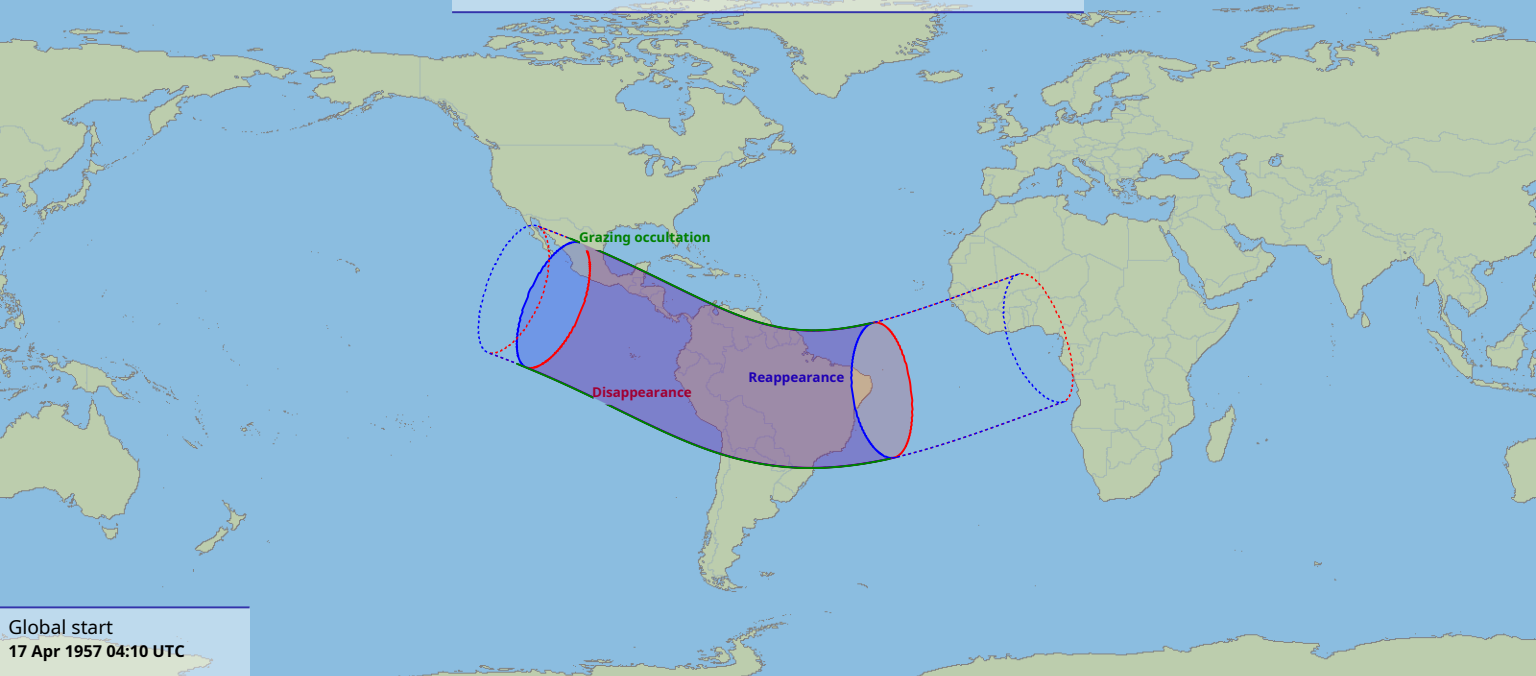 Grazing occultation
Reappearance
Disappearance
Global start
17 Apr 1957 04:10 UTC